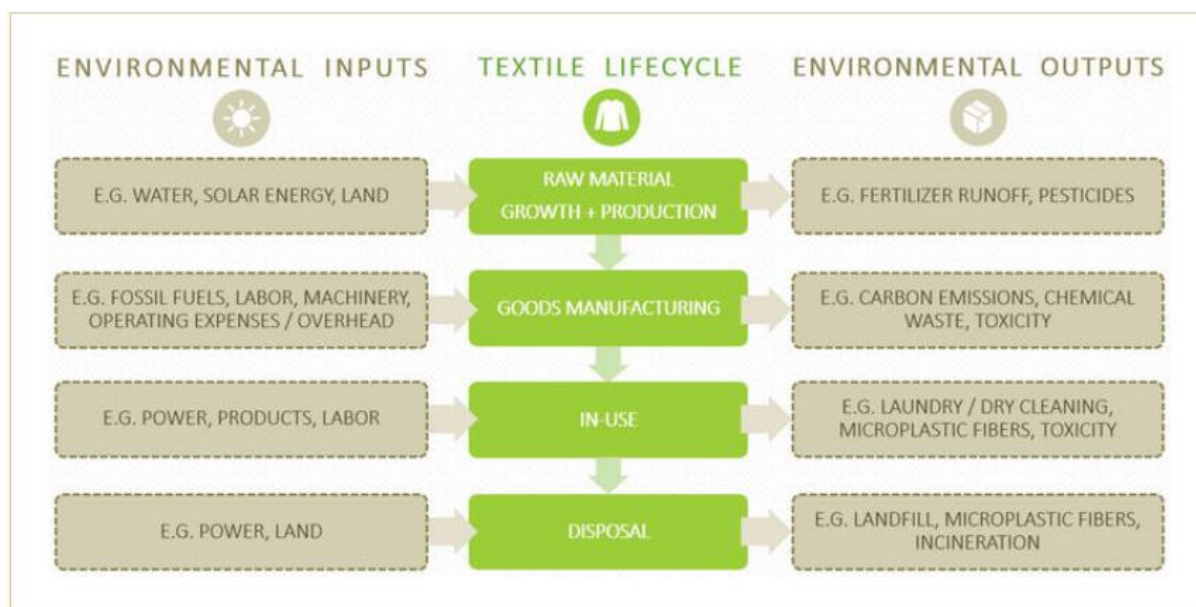 ENVIRONMENTAL INPUTS
TEXTILE LIFECYCLE
ENVIRONMENTAL OUTPUTS
E.G. WATER, SOLAR ENERGY, LAND
RAW MATERIAL
GROWTH + PRODUCTION
E.G. FERTILIZER RUNOFF, PESTICIDES
E.G. FOSSIL FUELS, LABOR, MACHINERY,
OPERATING EXPENSES / OVERHEAD
GOODS MANUFACTURING
E.G. CARBON EMISSIONS, CHEMICAL
WASTE, TOXICITY
E.G. POWER, PRODUCTS, LABOR
IN-USE
E.G. LAUNDRY / DRY CLEANING,
MICROPLASTIC FIBERS, TOXICITY
E.G. POWER, LAND
DISPOSAL
E.G. LANDFILL, MICROPLASTIC FIBERS,
INCINERATION